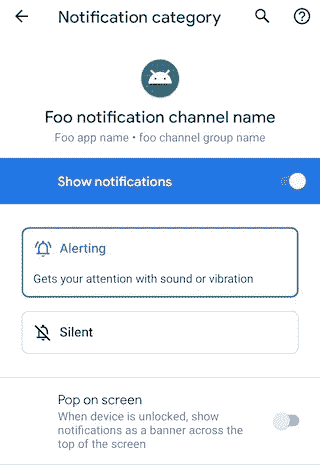 Notification category
Foo notification channel name
Foo app name • foo channel group name
Show notifications
Alerting
Gets your attention with sound or vibration
Silent
Pop on screen
When device is unlocked, show
notifications as a banner across the
top of the screen